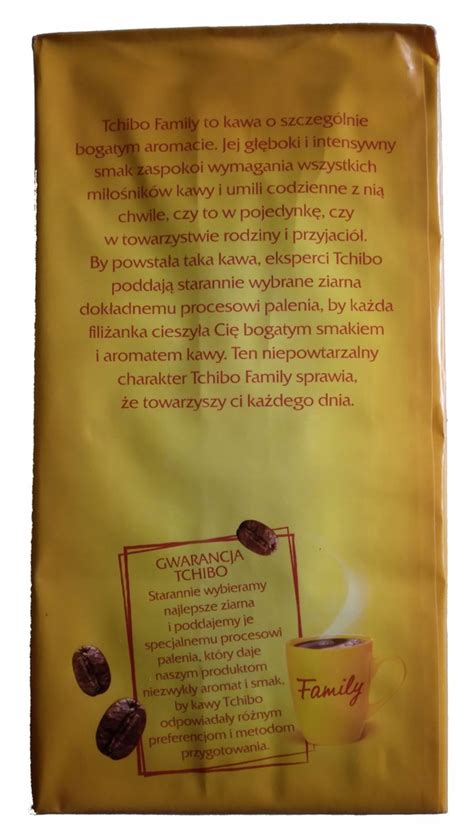 Tchibo Family to kawa o szczególnie
bogatym aromacie. Jej głęboki i intensywny
smak zaspokoi wymagania wszystkich
miłośników kawy i umili codzienne z nią
chwile, czy to w pojedynkę, czy
w towarzystwie rodziny i przyjaciół.
By powstała taka kawa, eksperci Tchibo
poddają starannie wybrane ziarna
dokładnemu procesowi palenia, by każda
filiżanka cieszyła Cię bogatym smakiem
i aromatem kawy. Ten niepowtarzalny
charakter Tchibo Family sprawia,
że towarzyszy ci każdego dnia.
GWARANCJA
TCHIBO
Starannie wybieramy
najlepsze ziarna
i poddajemy je
specjalnemu procesowi
palenia, który daje
naszym produktom
niezwykły aromat i smak,
by kawy Tchibo
odpowiadały różnym
preferencjom i metodom
przygotowania.
Family